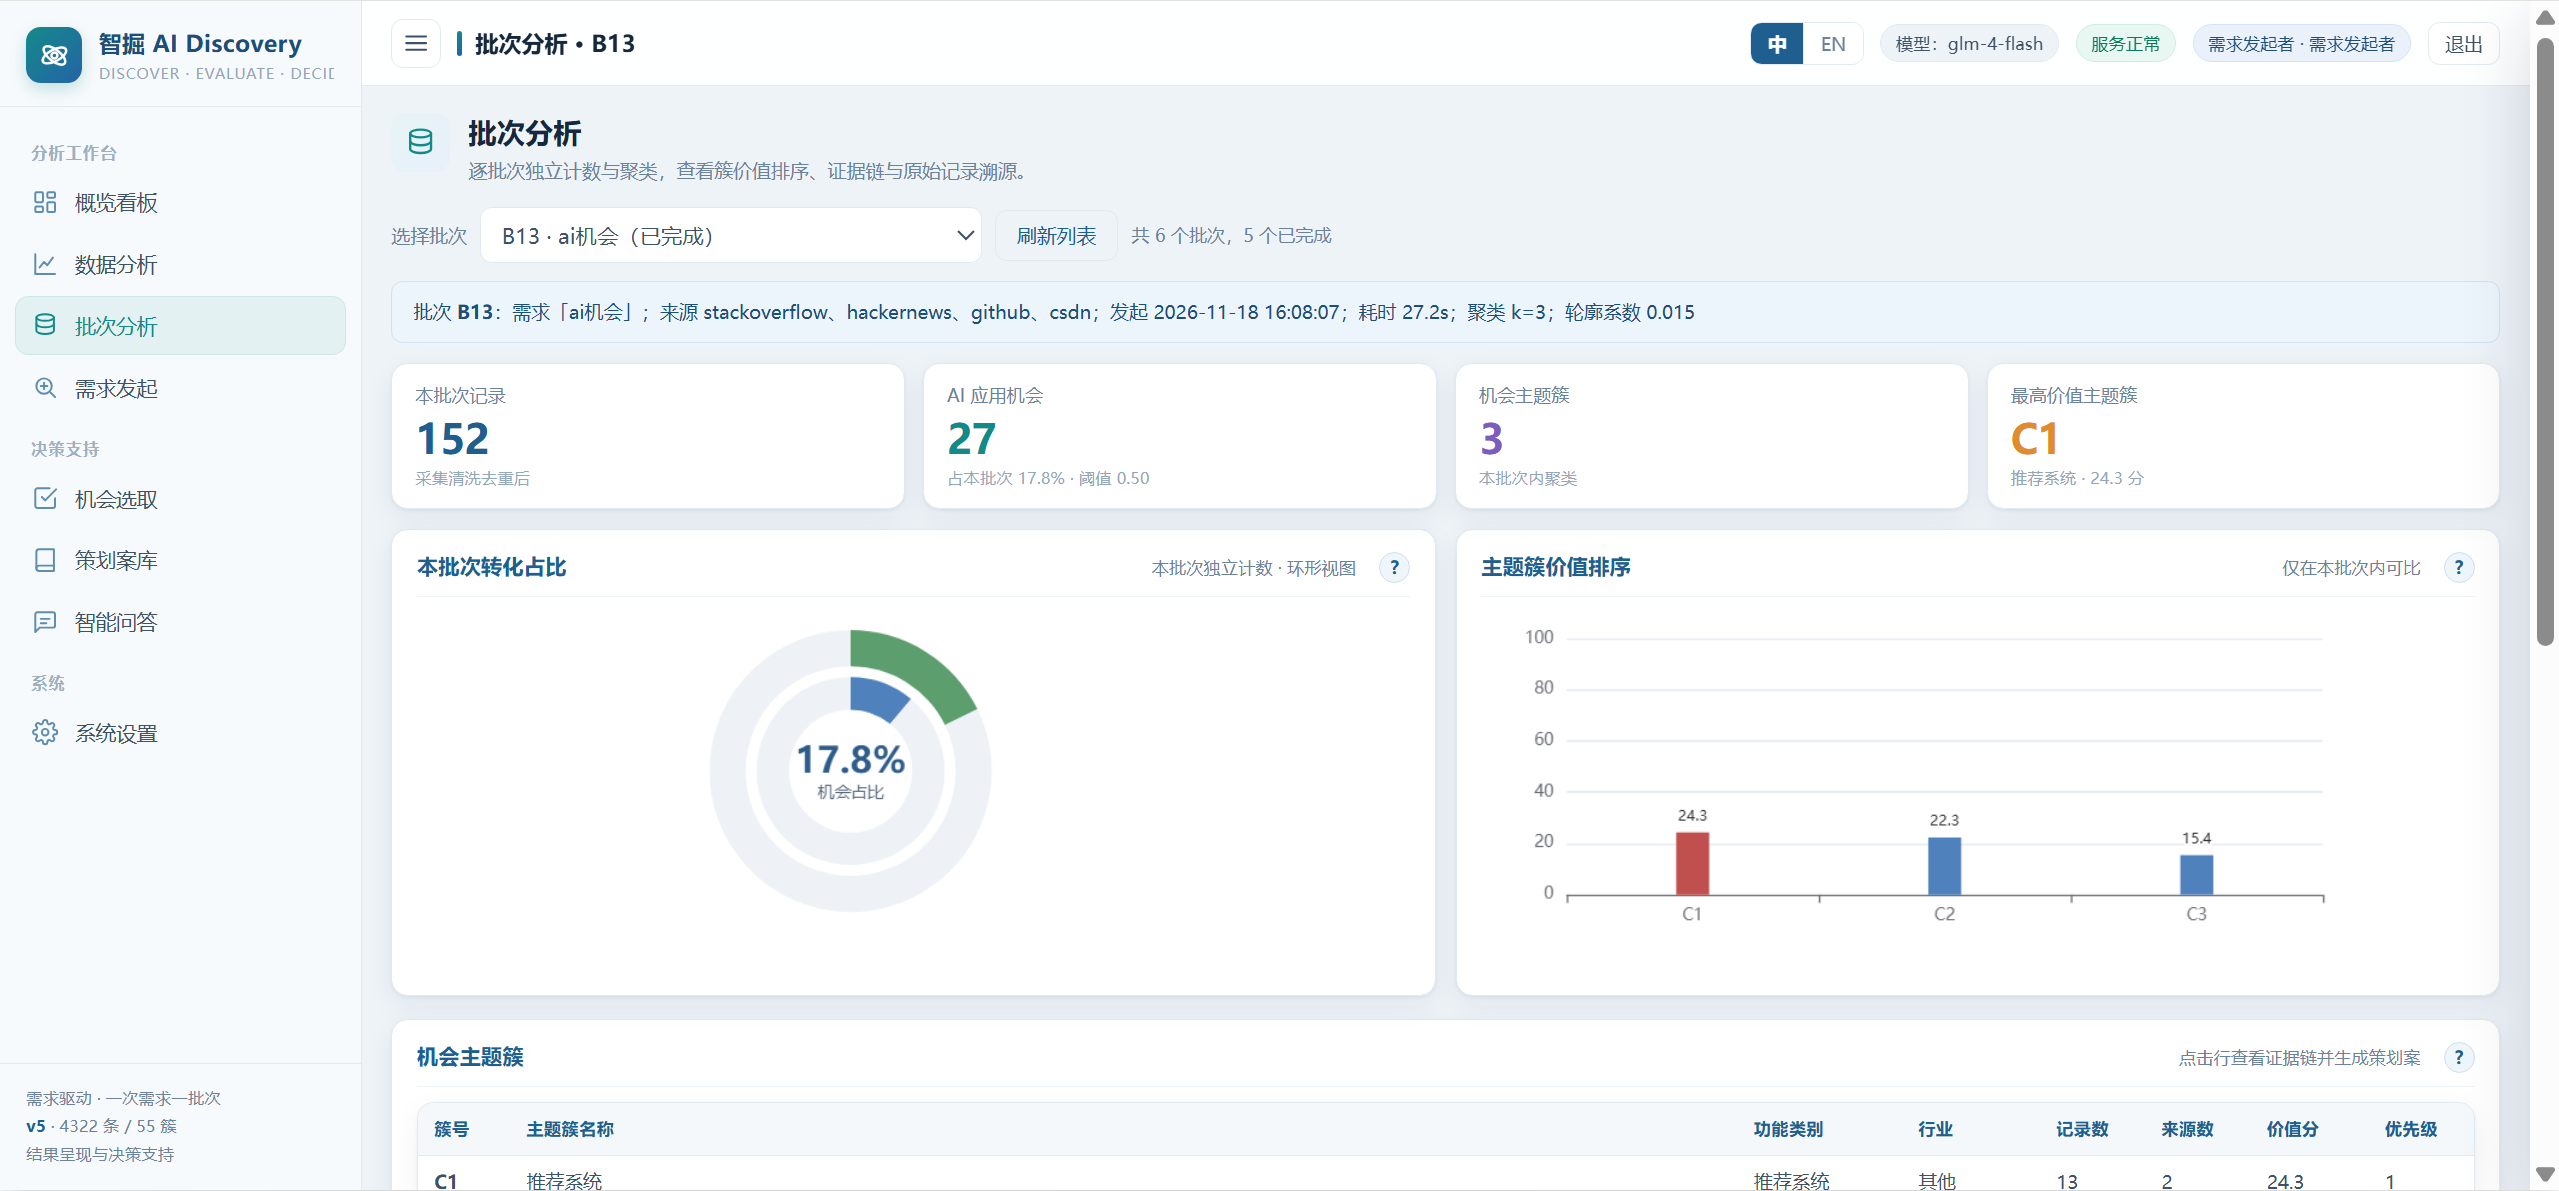 智掘 AI Discovery
DISCOVER · EVALUATE · DECIE
分析工作台
概览看板
数据分析
批次分析
需求发起
决策支持
机会选取
策划案库
智能问答
系统
系统设置
需求驱动 · 一次需求一批次
v5 · 4322 条 / 55 簇
结果呈现与决策支持
批次分析 • B13
中
EN
模型：glm-4-flash
服务正常
需求发起者 · 需求发起者
退出
批次分析
逐批次独立计数与聚类，查看簇价值排序、证据链与原始记录溯源。
选择批次
B13 · ai机会（已完成）
刷新列表
共 6 个批次，5 个已完成
批次 B13：需求「ai机会」；来源 stackoverflow、hackernews、github、csdn；发起 2026-11-18 16:08:07；耗时 27.2s；聚类 k=3；轮廓系数 0.015
本批次记录
152
采集清洗去重后
AI 应用机会
27
占本批次 17.8% · 阈值 0.50
机会主题簇
3
本批次内聚类
最高价值主题簇
C1
推荐系统 · 24.3 分
本批次转化占比
本批次独立计数 · 环形视图
?
17.8%
机会占比
主题簇价值排序
仅在本批次内可比
?
100
80
60
40
20
0
24.3
22.3
15.4
C1
C2
C3
机会主题簇
点击行查看证据链并生成策划案
?
簇号 主题簇名称 功能类别 行业 记录数 来源数 价值分 优先级
C1 推荐系统 推荐系统 其他 13 2 24.3 1